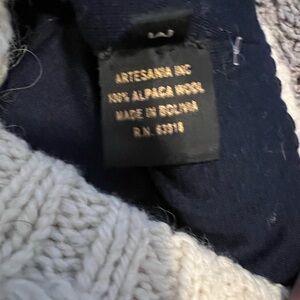 ARTESANIA INC
100% ALPACA WOOL
MADE IN BOLIVIA
R.N. 63918